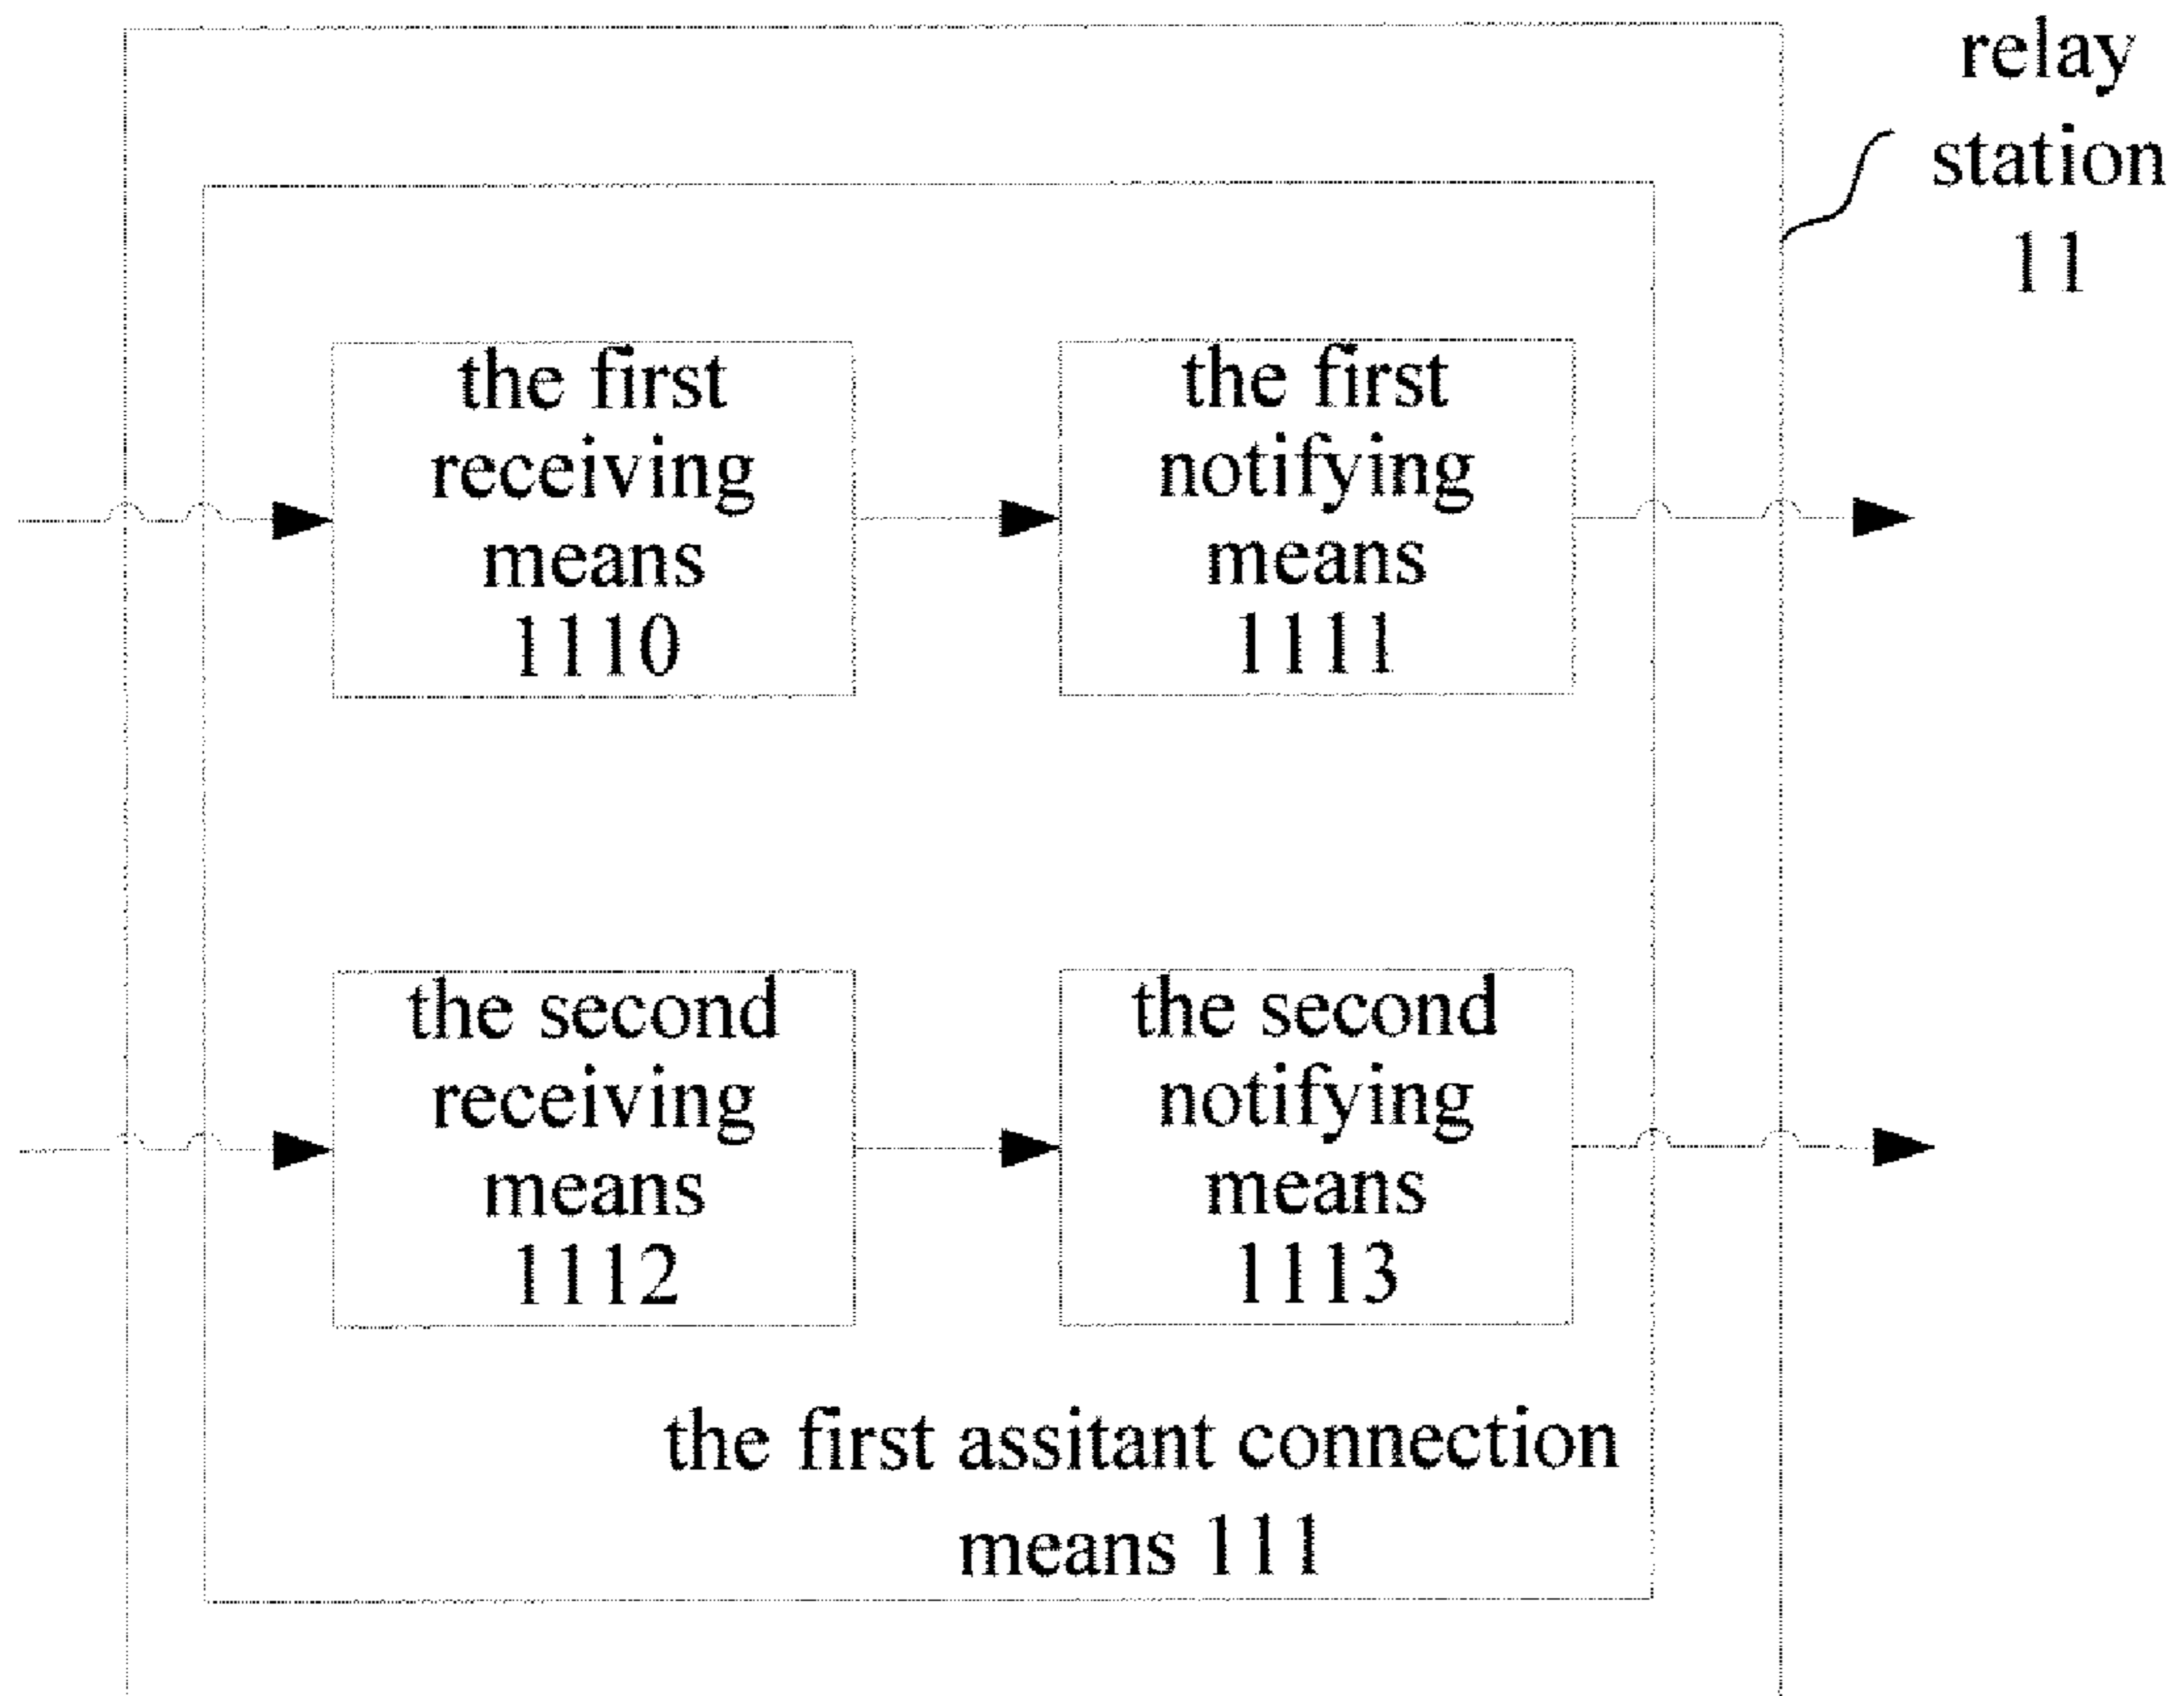 relay
station
11
the first
receiving
means
1110
the first
notifying
means
1111
the second
receiving
means
1112
the second
notifying
means
1113
the first assitant connection
means 111